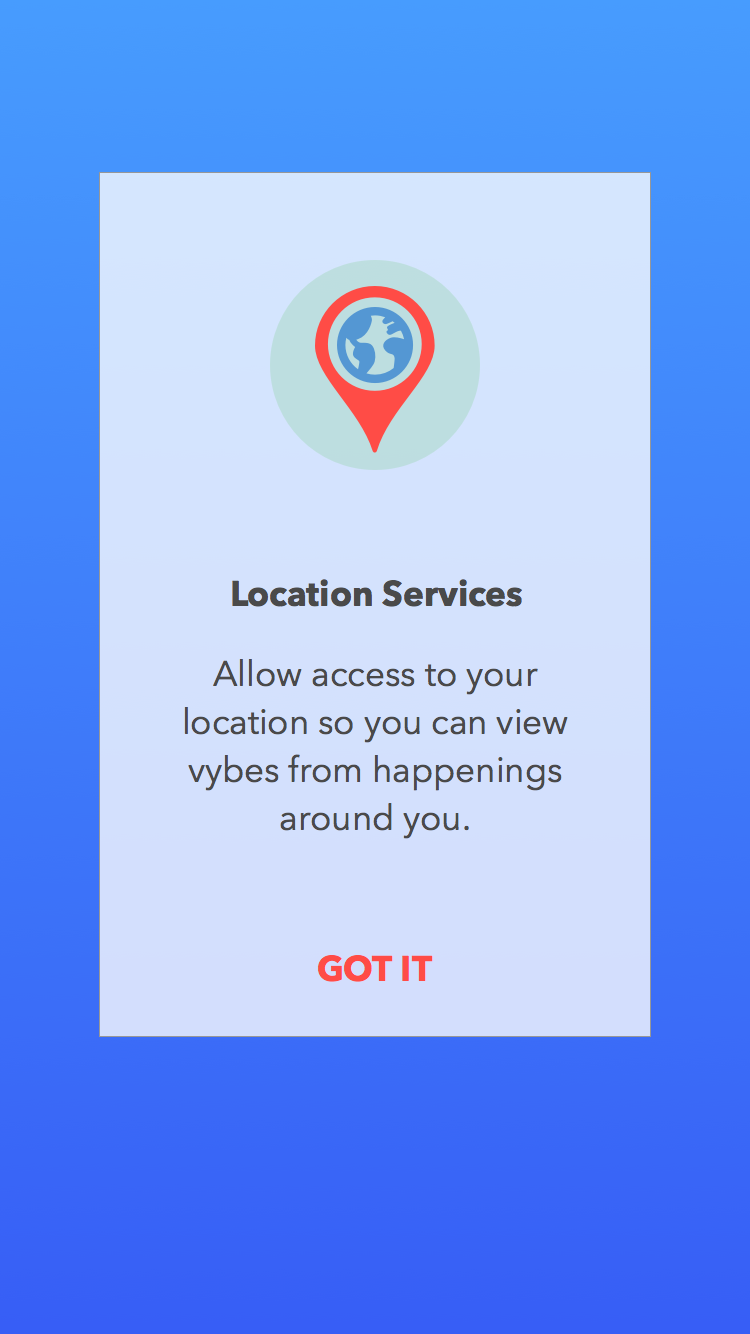 Location Services
Allow access to your
location so you can view
vybes from happenings
around you.
GOT IT